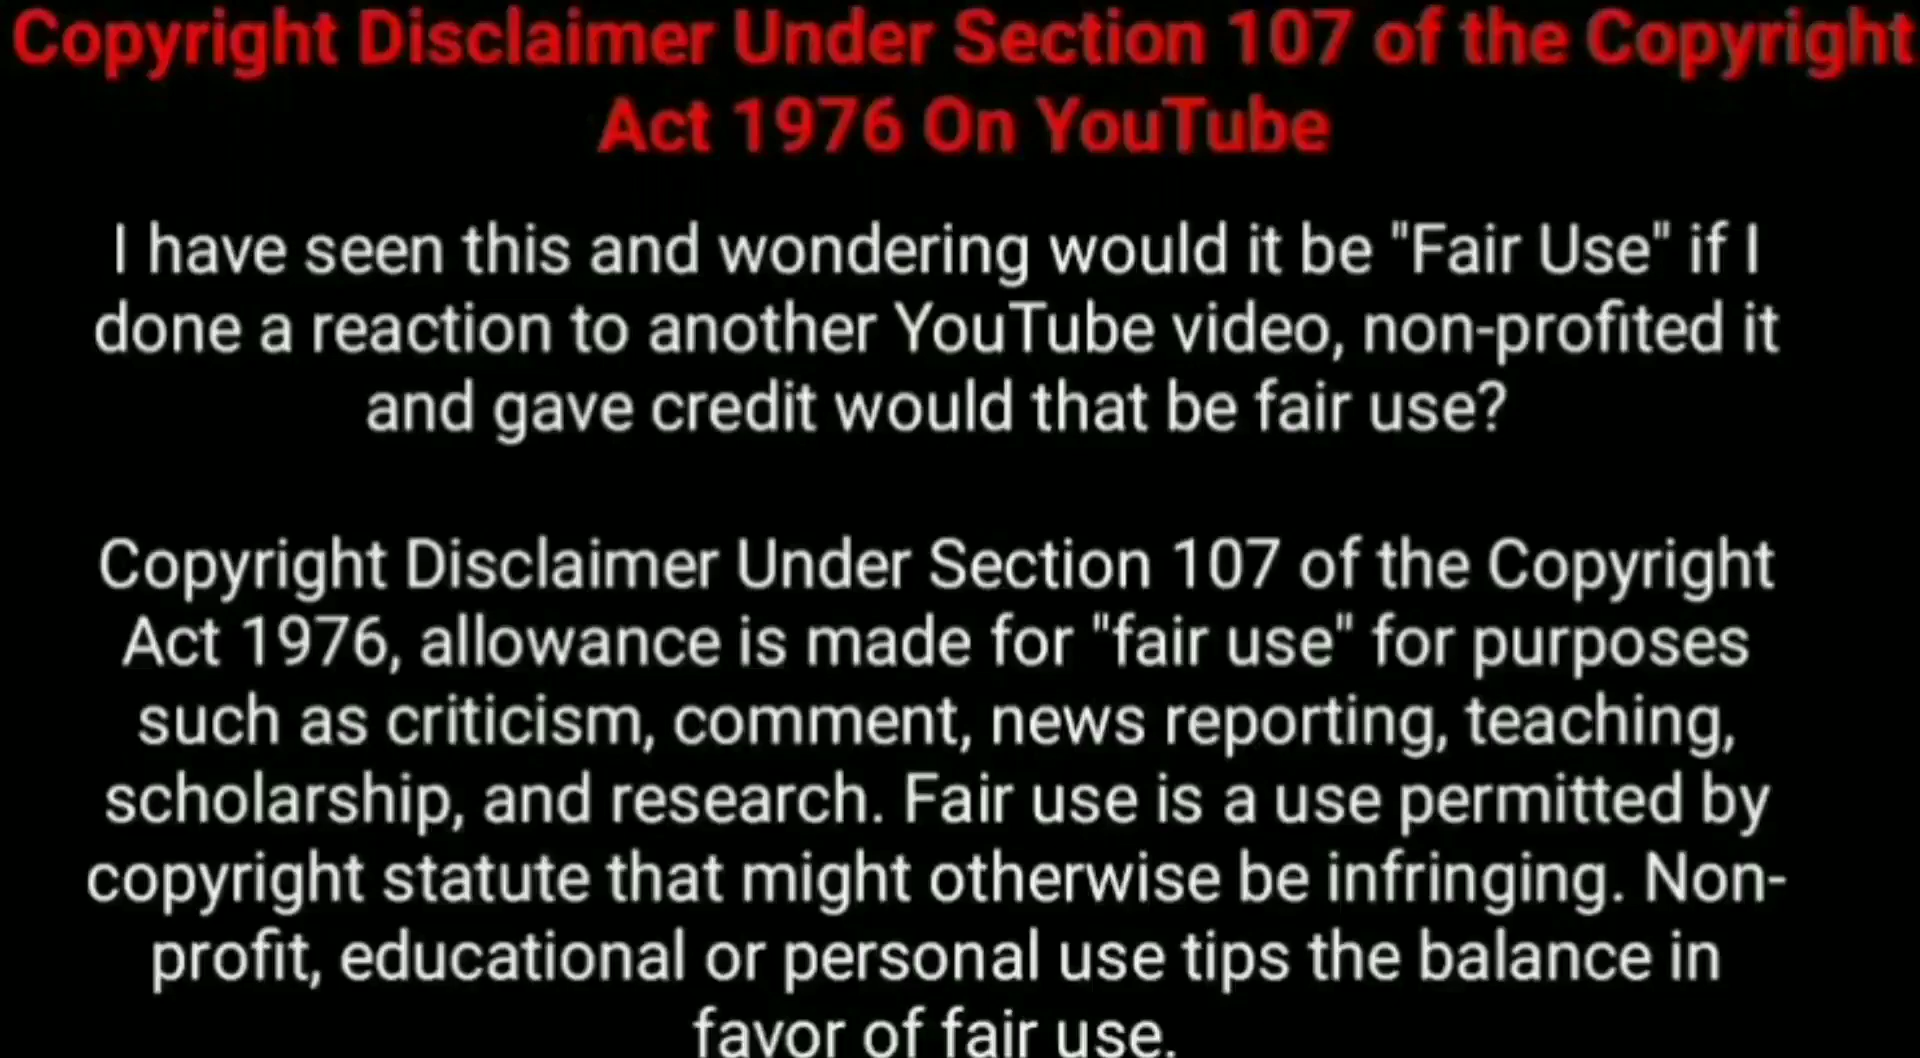 Copyright Disclaimer Under Section 107 of the Copyright
Act 1976 On YouTube
I have seen this and wondering would it be "Fair Use" if I
done a reaction to another YouTube video, non-profited it
and gave credit would that be fair use?
Copyright Disclaimer Under Section 107 of the Copyright
Act 1976, allowance is made for "fair use" for purposes
such as criticism, comment, news reporting, teaching,
scholarship, and research. Fair use is a use permitted by
copyright statute that might otherwise be infringing. Non-
profit, educational or personal use tips the balance in
favor of fair use.